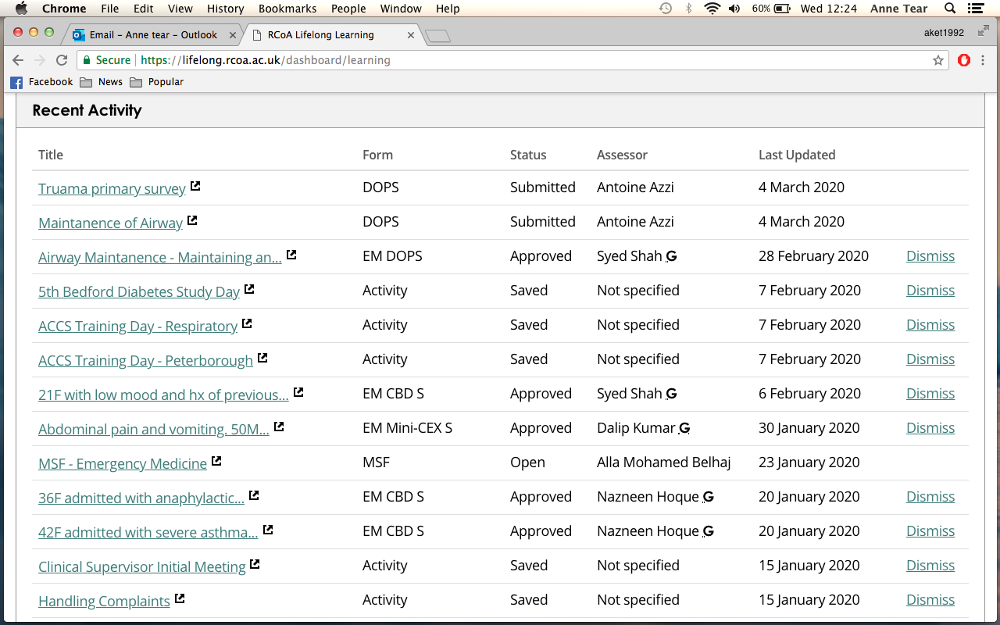 Chrome File Edit View History Bookmarks People Window Help 60% Wed 12:24 Anne Tear
Email – Anne tear – Outlook RCoA Lifelong Learning aket1992
Secure https://lifelong.rcoa.ac.uk/dashboard/learning
Facebook News Popular
Recent Activity
Title Form Status Assessor Last Updated
Truama primary survey DOPS Submitted Antoine Azzi 4 March 2020
Maintanence of Airway DOPS Submitted Antoine Azzi 4 March 2020
Airway Maintanence - Maintaining an... EM DOPS Approved Syed Shah G 28 February 2020 Dismiss
5th Bedford Diabetes Study Day Activity Saved Not specified 7 February 2020 Dismiss
ACCS Training Day - Respiratory Activity Saved Not specified 7 February 2020 Dismiss
ACCS Training Day - Peterborough Activity Saved Not specified 7 February 2020 Dismiss
21F with low mood and hx of previous... EM CBD S Approved Syed Shah G 6 February 2020 Dismiss
Abdominal pain and vomiting. 50M... EM Mini-CEX S Approved Dalip Kumar G 30 January 2020 Dismiss
MSF - Emergency Medicine MSF Open Alla Mohamed Belhaj 23 January 2020
36F admitted with anaphylactic... EM CBD S Approved Nazneen Hoque G 20 January 2020 Dismiss
42F admitted with severe asthma... EM CBD S Approved Nazneen Hoque G 20 January 2020 Dismiss
Clinical Supervisor Initial Meeting Activity Saved Not specified 15 January 2020 Dismiss
Handling Complaints Activity Saved Not specified 15 January 2020 Dismiss